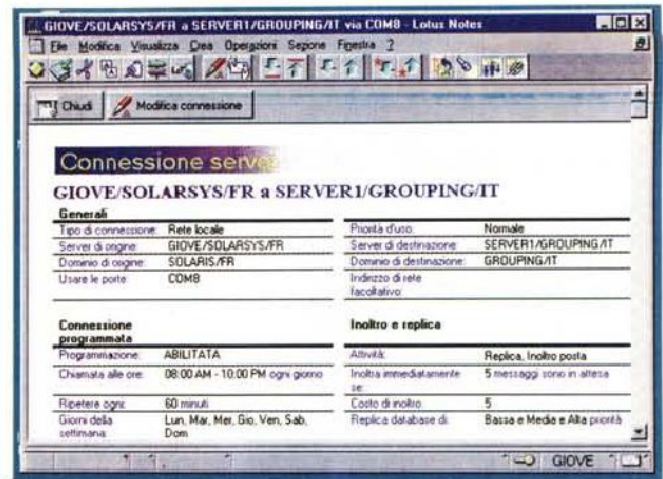 GIOVE/SOLARSYS/FR a SERVER1/GROUPING/IT via COM8 - Lotus Notes
File Modifica Visualizza Crea Operazioni Sezione Finestra ?
Chiudi Modifica connessione
Connessione server
GIOVE/SOLARSYS/FR a SERVER1/GROUPING/IT
Generali
Tipo di connessione: Rete locale Priorità d'uso: Normale
Server di origine: GIOVE/SOLARSYS/FR Server di destinazione: SERVER1/GROUPING/IT
Dominio di origine: SOLARIS/FR Dominio di destinazione: GROUPING/IT
Usare le porte: COM8 Indirizzo di rete
facoltativo:
Connessione Inoltro e replica
programmata
Programmazione: ABILITATA Attività: Replica, Inoltro posta
Chiamata alle ore: 08:00 AM - 10:00 PM ogni giorno Inoltra immediatamente 5 messaggi sono in attesa
se:
Ripetere ogni: 60 minuti Costo di inoltro: 5
Giorni della Lun, Mar, Mer, Gio, Ven, Sab, Replica database di: Bassa e Media e Alta priorità
settimana: Dom
GIOVE